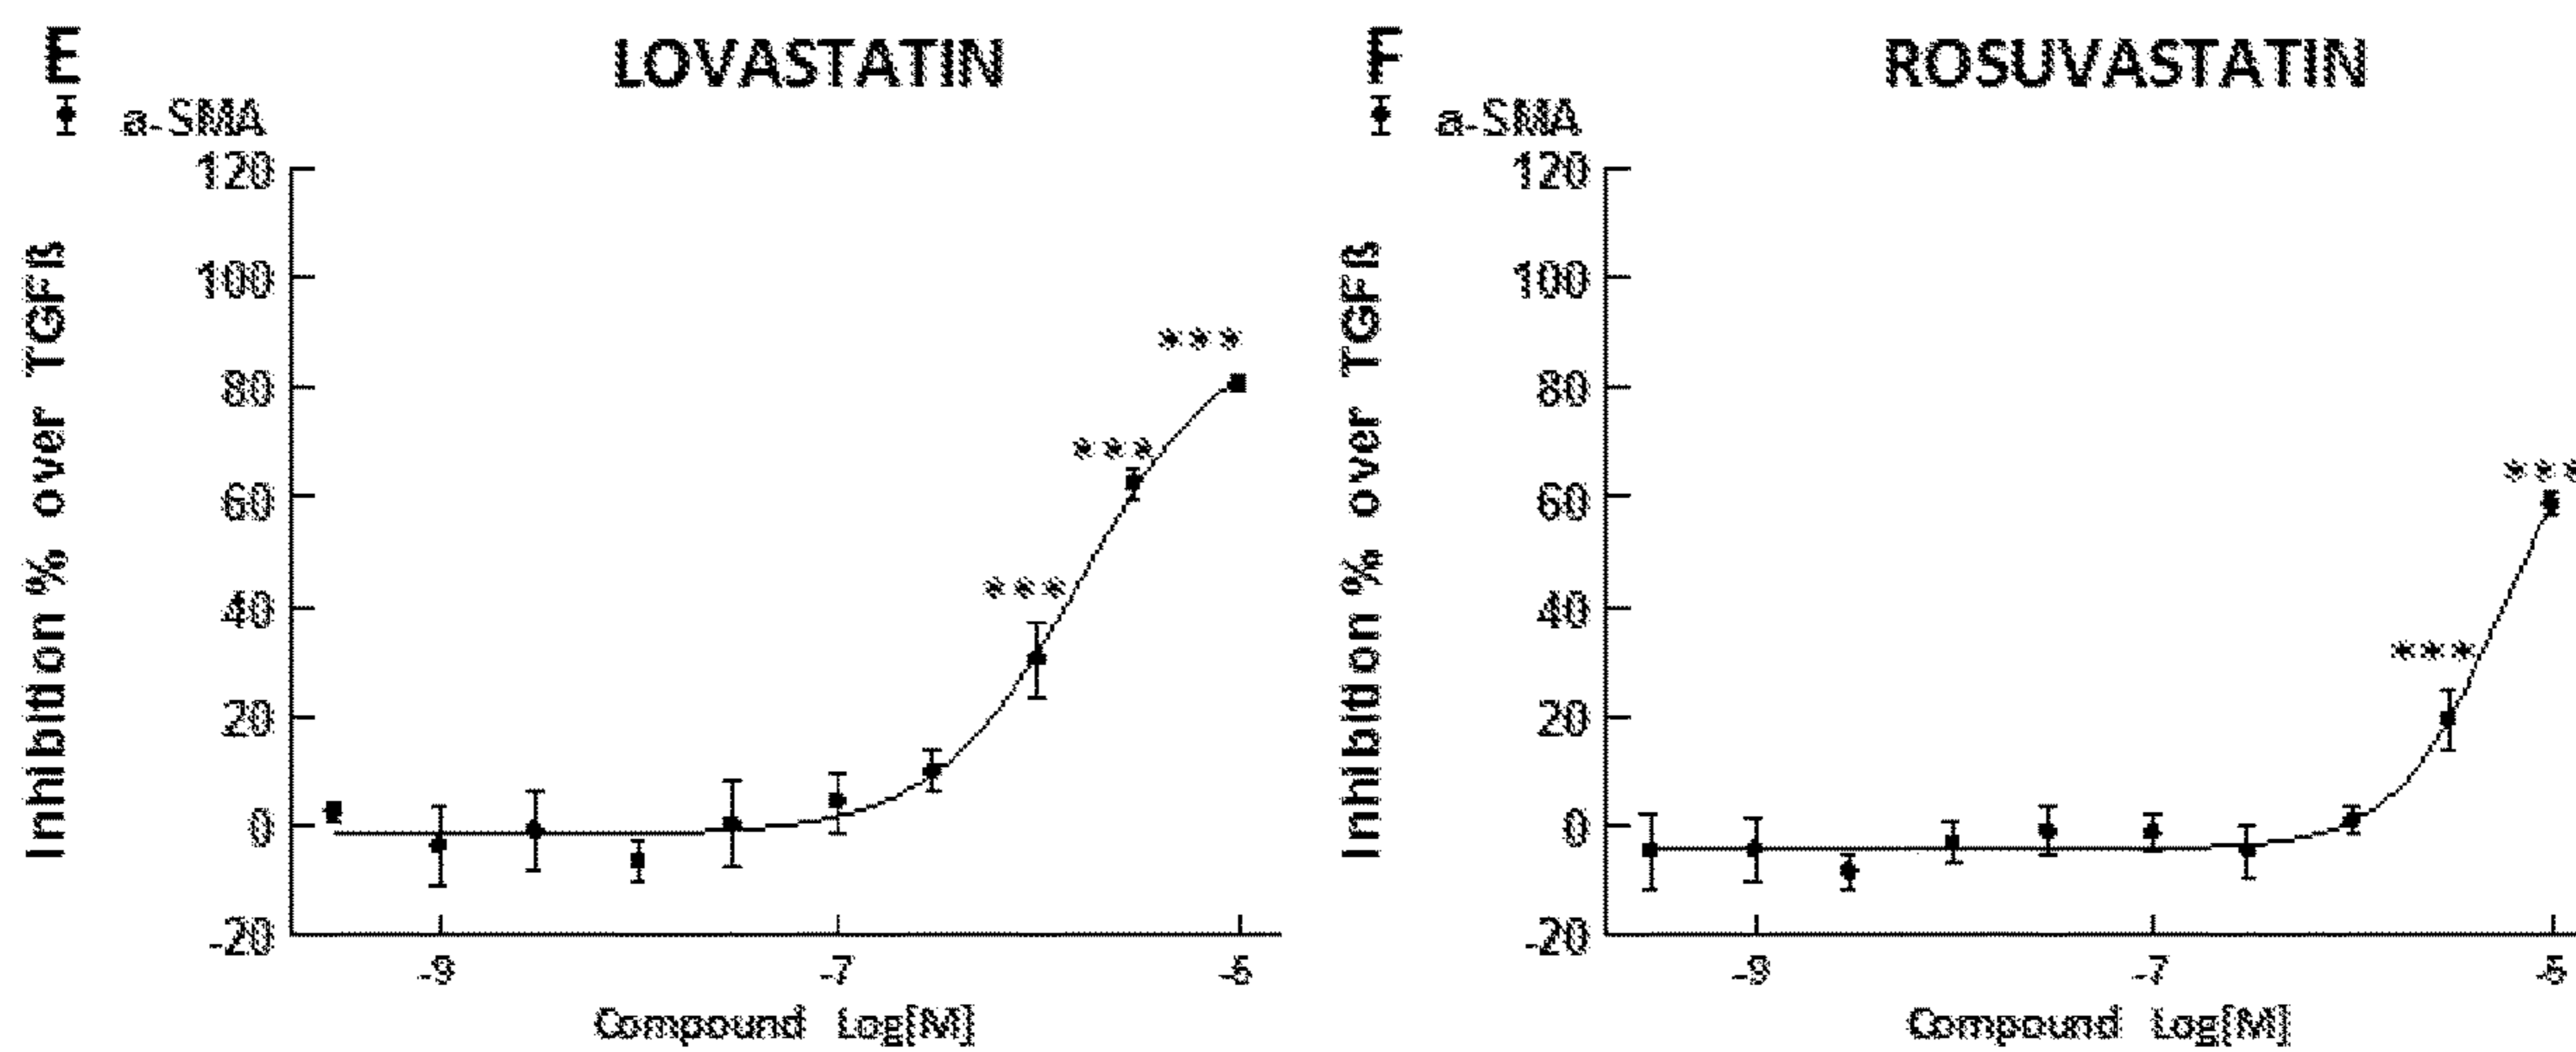 E
LOVASTATIN
a-SMA
120
100
80
60
40
20
0
-20
Inhibition % over TGFß
***
***
***
-9
-7
-5
Compound Log[M]
F
ROSUVASTATIN
a-SMA
120
100
80
60
40
20
0
-20
Inhibition % over TGFß
***
***
-9
-7
-5
Compound Log[M]